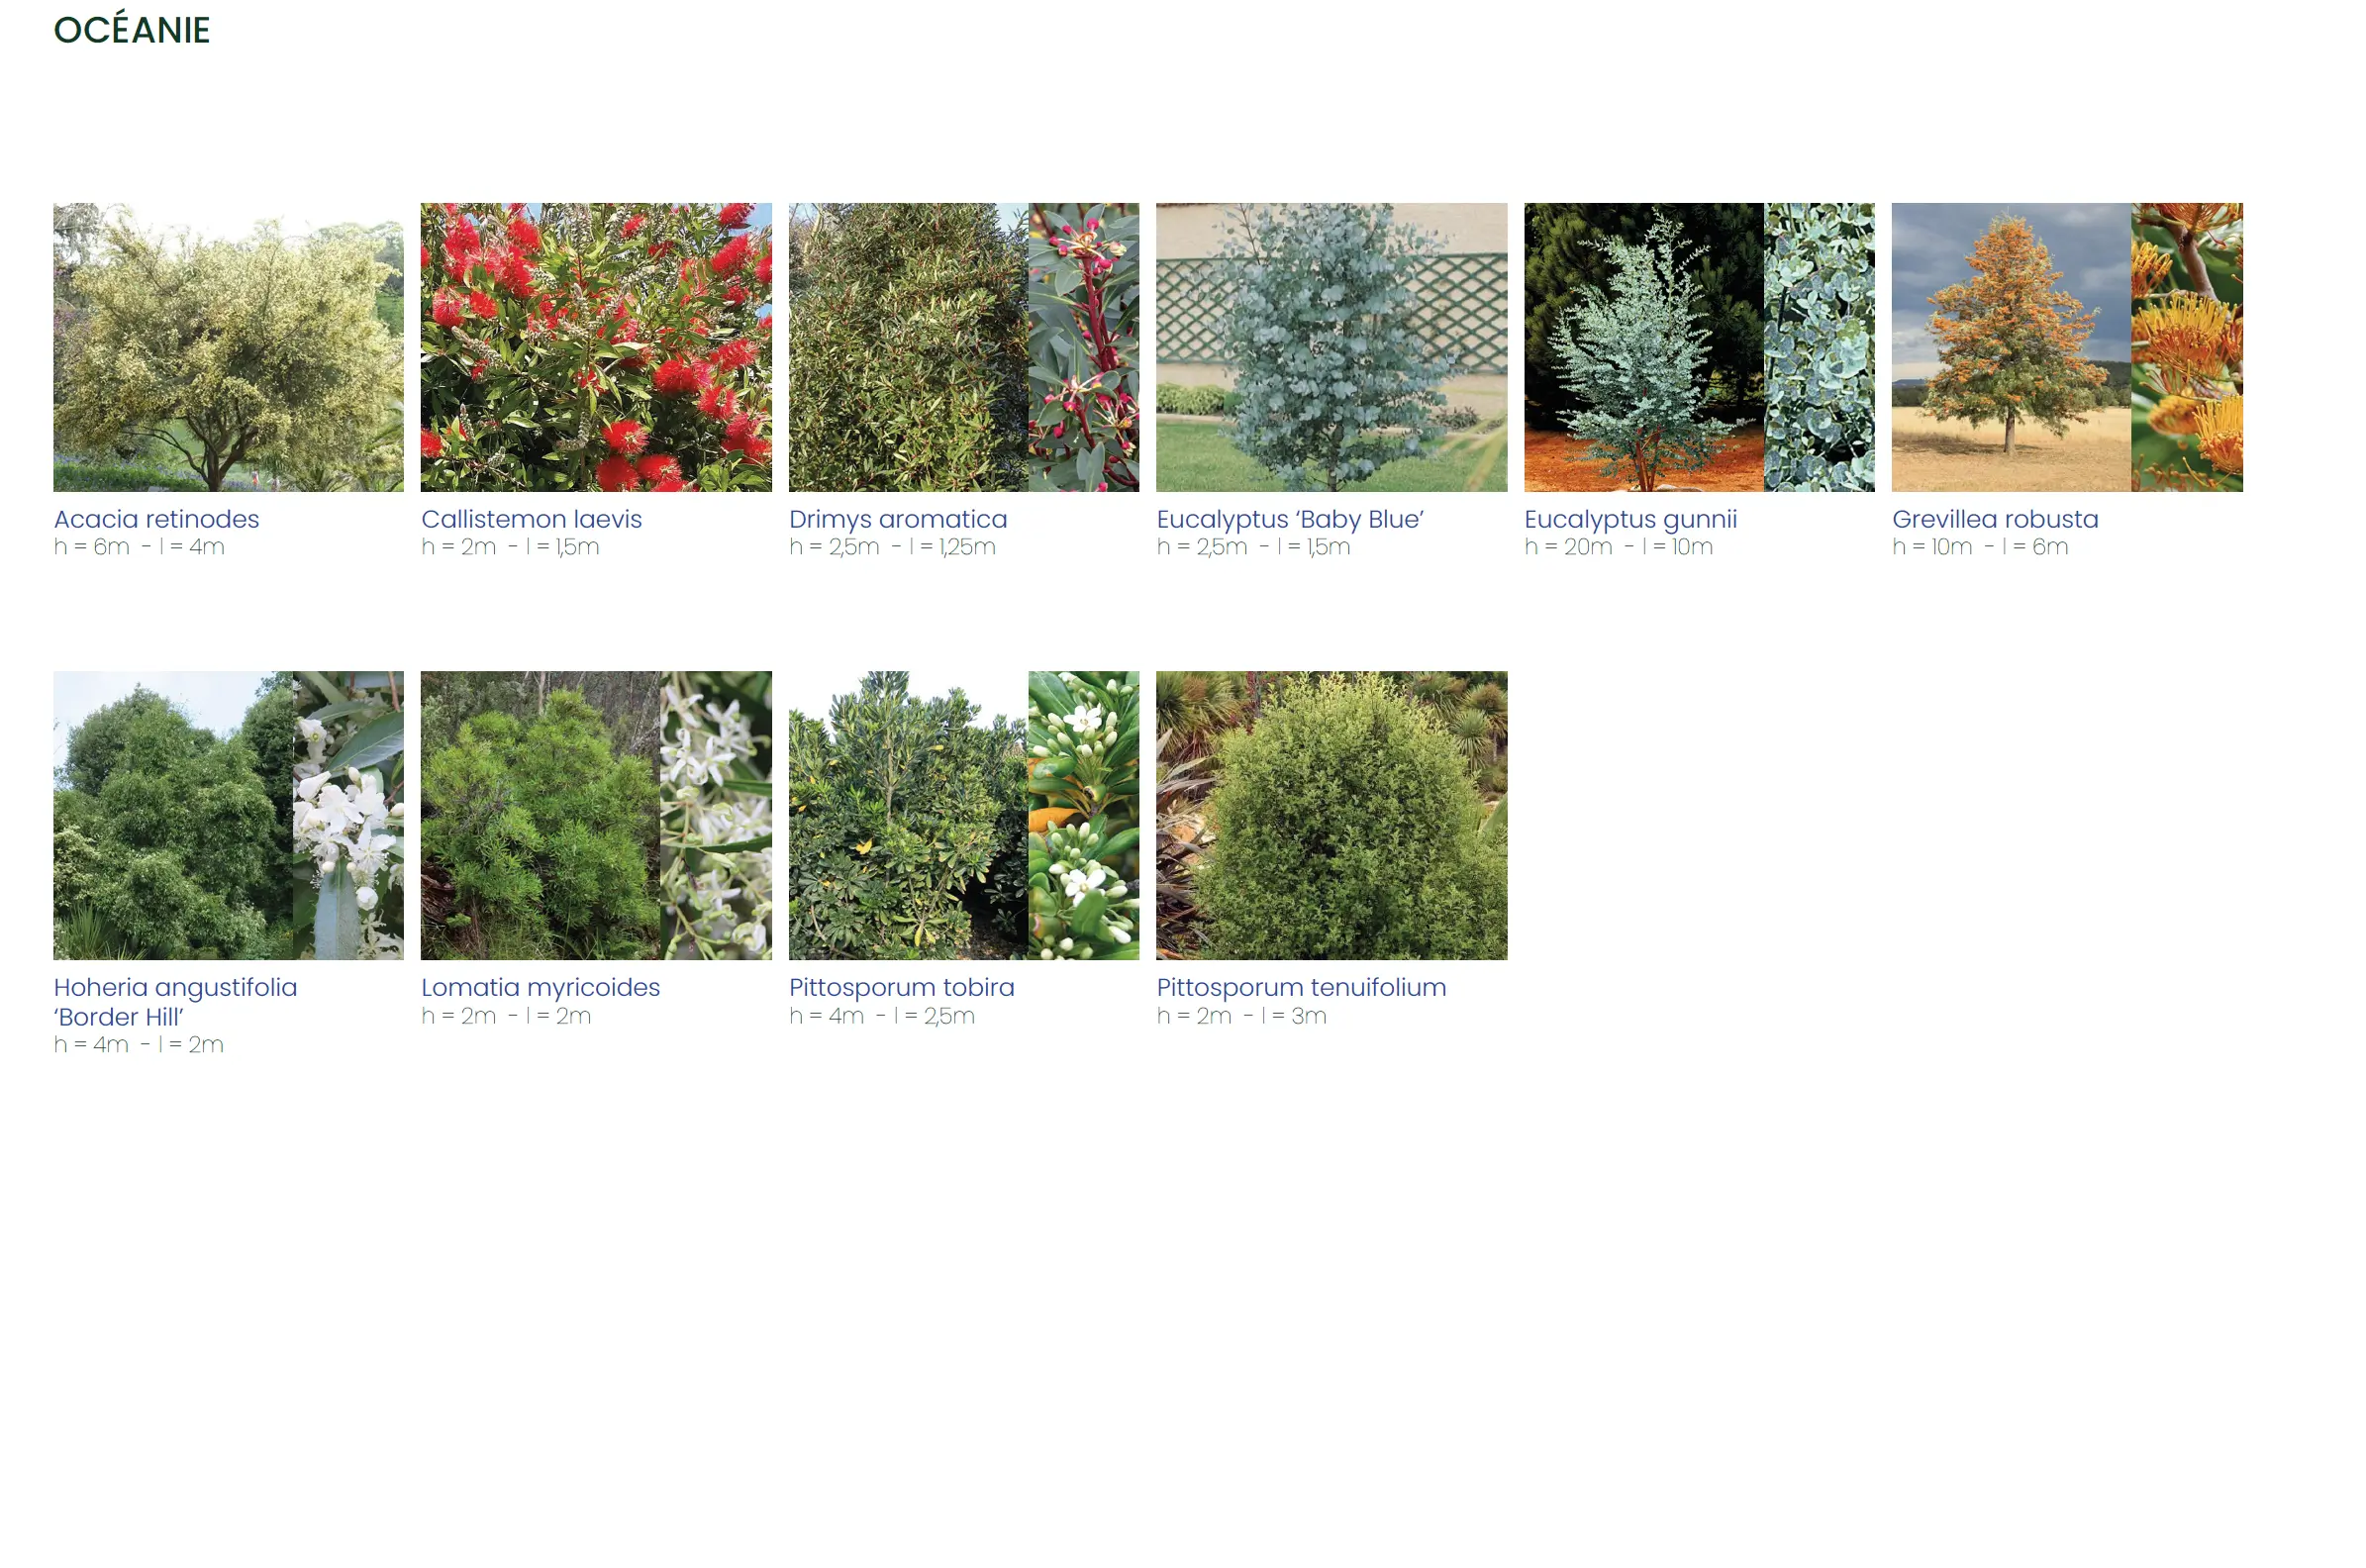 OCÉANIE
Acacia retinodes
h = 6m - l = 4m
Callistemon laevis
h = 2m - l = 1,5m
Drimys aromatica
h = 2,5m - l = 1,25m
Eucalyptus ‘Baby Blue’
h = 2,5m - l = 1,5m
Eucalyptus gunnii
h = 20m - l = 10m
Grevillea robusta
h = 10m - l = 6m
Hoheria angustifolia
‘Border Hill’
h = 4m - l = 2m
Lomatia myricoides
h = 2m - l = 2m
Pittosporum tobira
h = 4m - l = 2,5m
Pittosporum tenuifolium
h = 2m - l = 3m